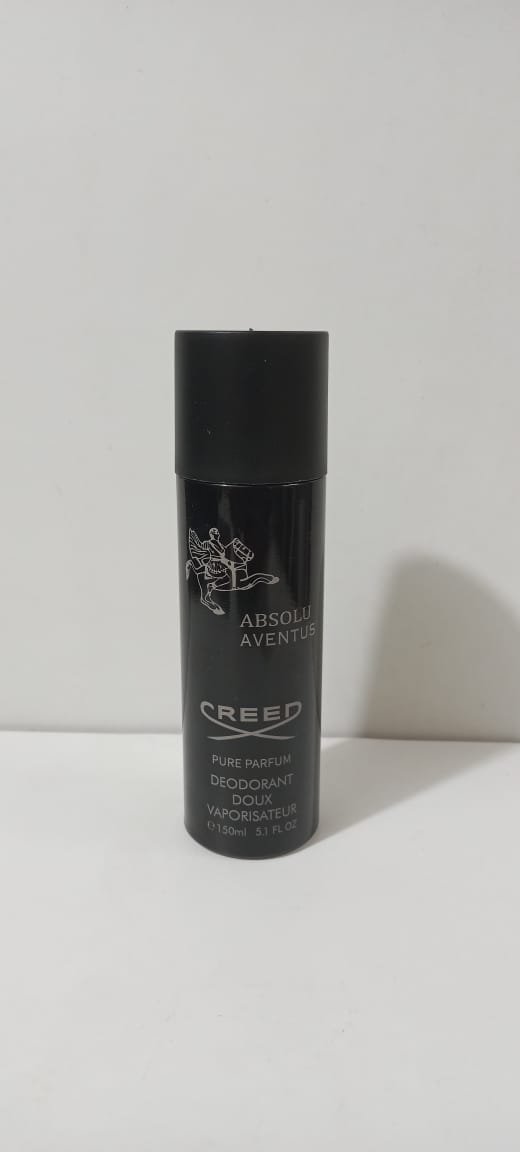 ABSOLU
AVENTUS
CREED
PURE PARFUM
DEODORANT
DOUX
VAPORISATEUR
℮150ml 5.1 FL OZ